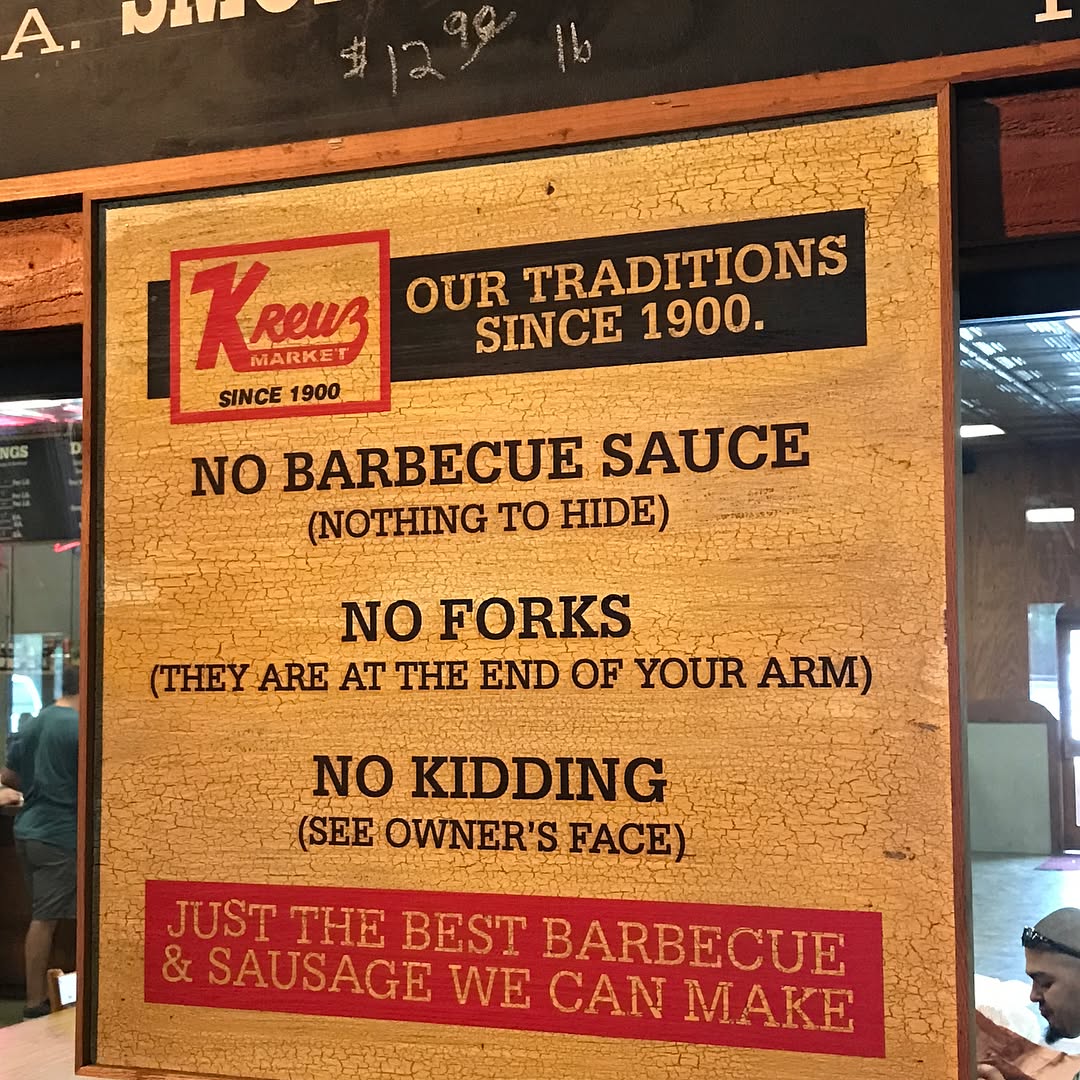 A. SMO
$12.99 lb
Kreuz
MARKET
SINCE 1900
OUR TRADITIONS
SINCE 1900.
NO BARBECUE SAUCE
(NOTHING TO HIDE)
NO FORKS
(THEY ARE AT THE END OF YOUR ARM)
NO KIDDING
(SEE OWNER'S FACE)
JUST THE BEST BARBECUE
& SAUSAGE WE CAN MAKE
NGS